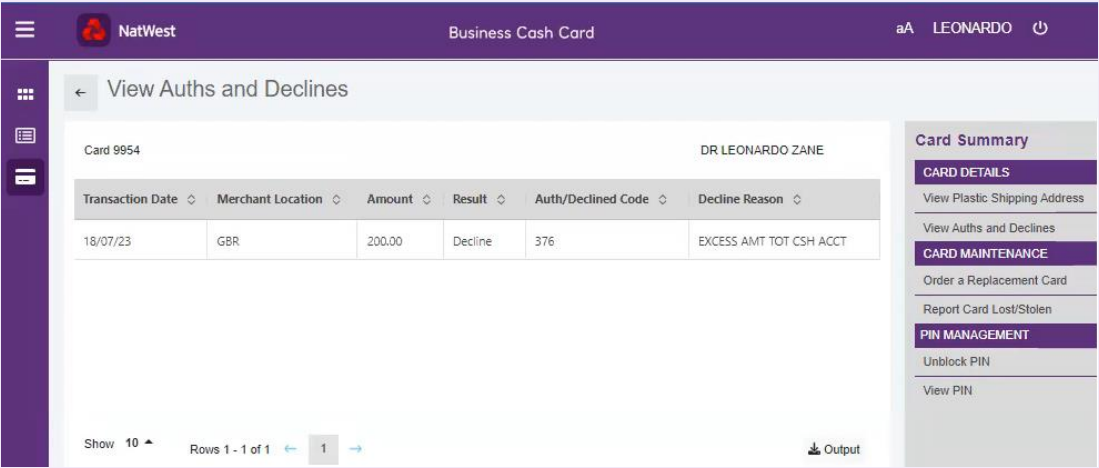 NatWest
Business Cash Card
aA LEONARDO
View Auths and Declines
Card 9954
DR LEONARDO ZANE
Transaction Date Merchant Location Amount Result Auth/Declined Code Decline Reason
18/07/23 GBR 200.00 Decline 376 EXCESS AMT TOT CSH ACCT
Show 10
Rows 1 - 1 of 1
1
Output
Card Summary
CARD DETAILS
View Plastic Shipping Address
View Auths and Declines
CARD MAINTENANCE
Order a Replacement Card
Report Card Lost/Stolen
PIN MANAGEMENT
Unblock PIN
View PIN